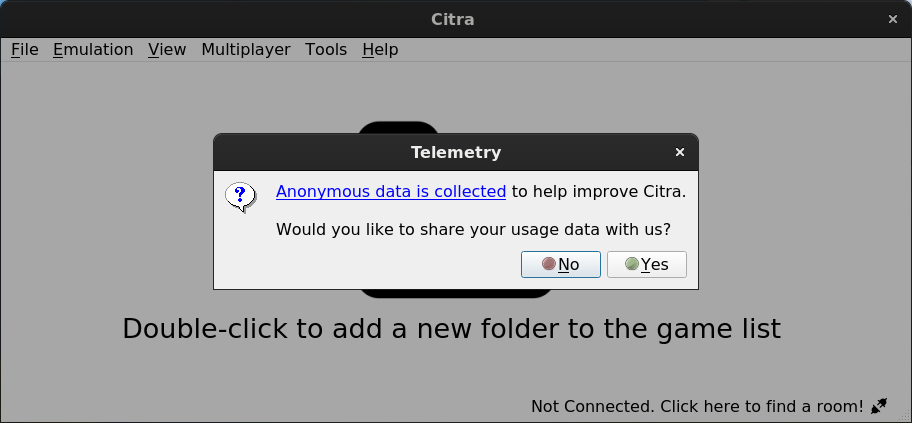 Citra
File Emulation View Multiplayer Tools Help
Telemetry
Anonymous data is collected to help improve Citra.
Would you like to share your usage data with us?
No Yes
Double-click to add a new folder to the game list
Not Connected. Click here to find a room!